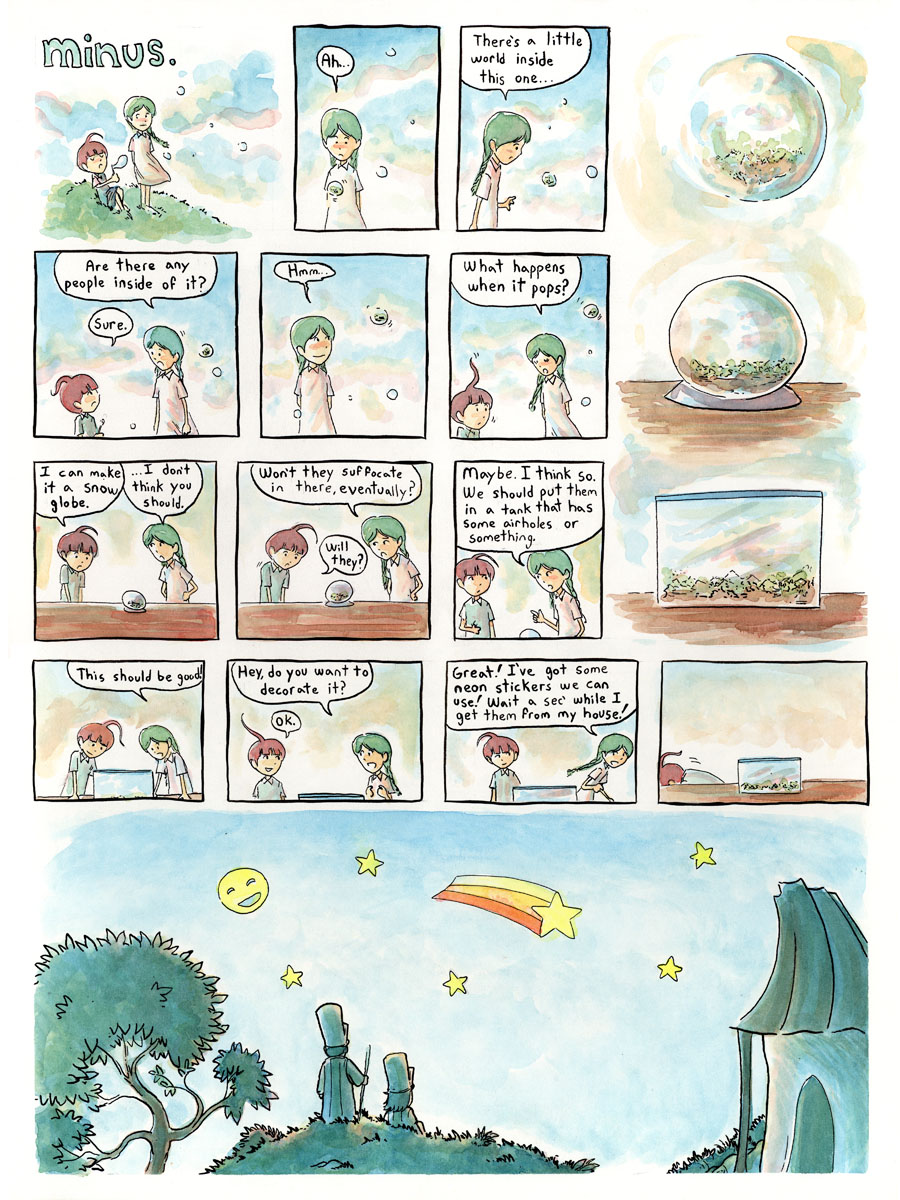 minus.
Ah...
There's a little
world inside
this one...
Are there any
people inside of it?
Sure.
Hmm...
What happens
when it pops?
I can make
it a snow
globe.
...I don't
think you
should.
Won't they suffocate
in there, eventually?
Will
they?
Maybe. I think so.
We should put them
in a tank that has
some airholes or
something.
This should be good!
Hey, do you want to
decorate it?
OK.
Great! I've got some
neon stickers we can
use! Wait a sec while I
get them from my house!